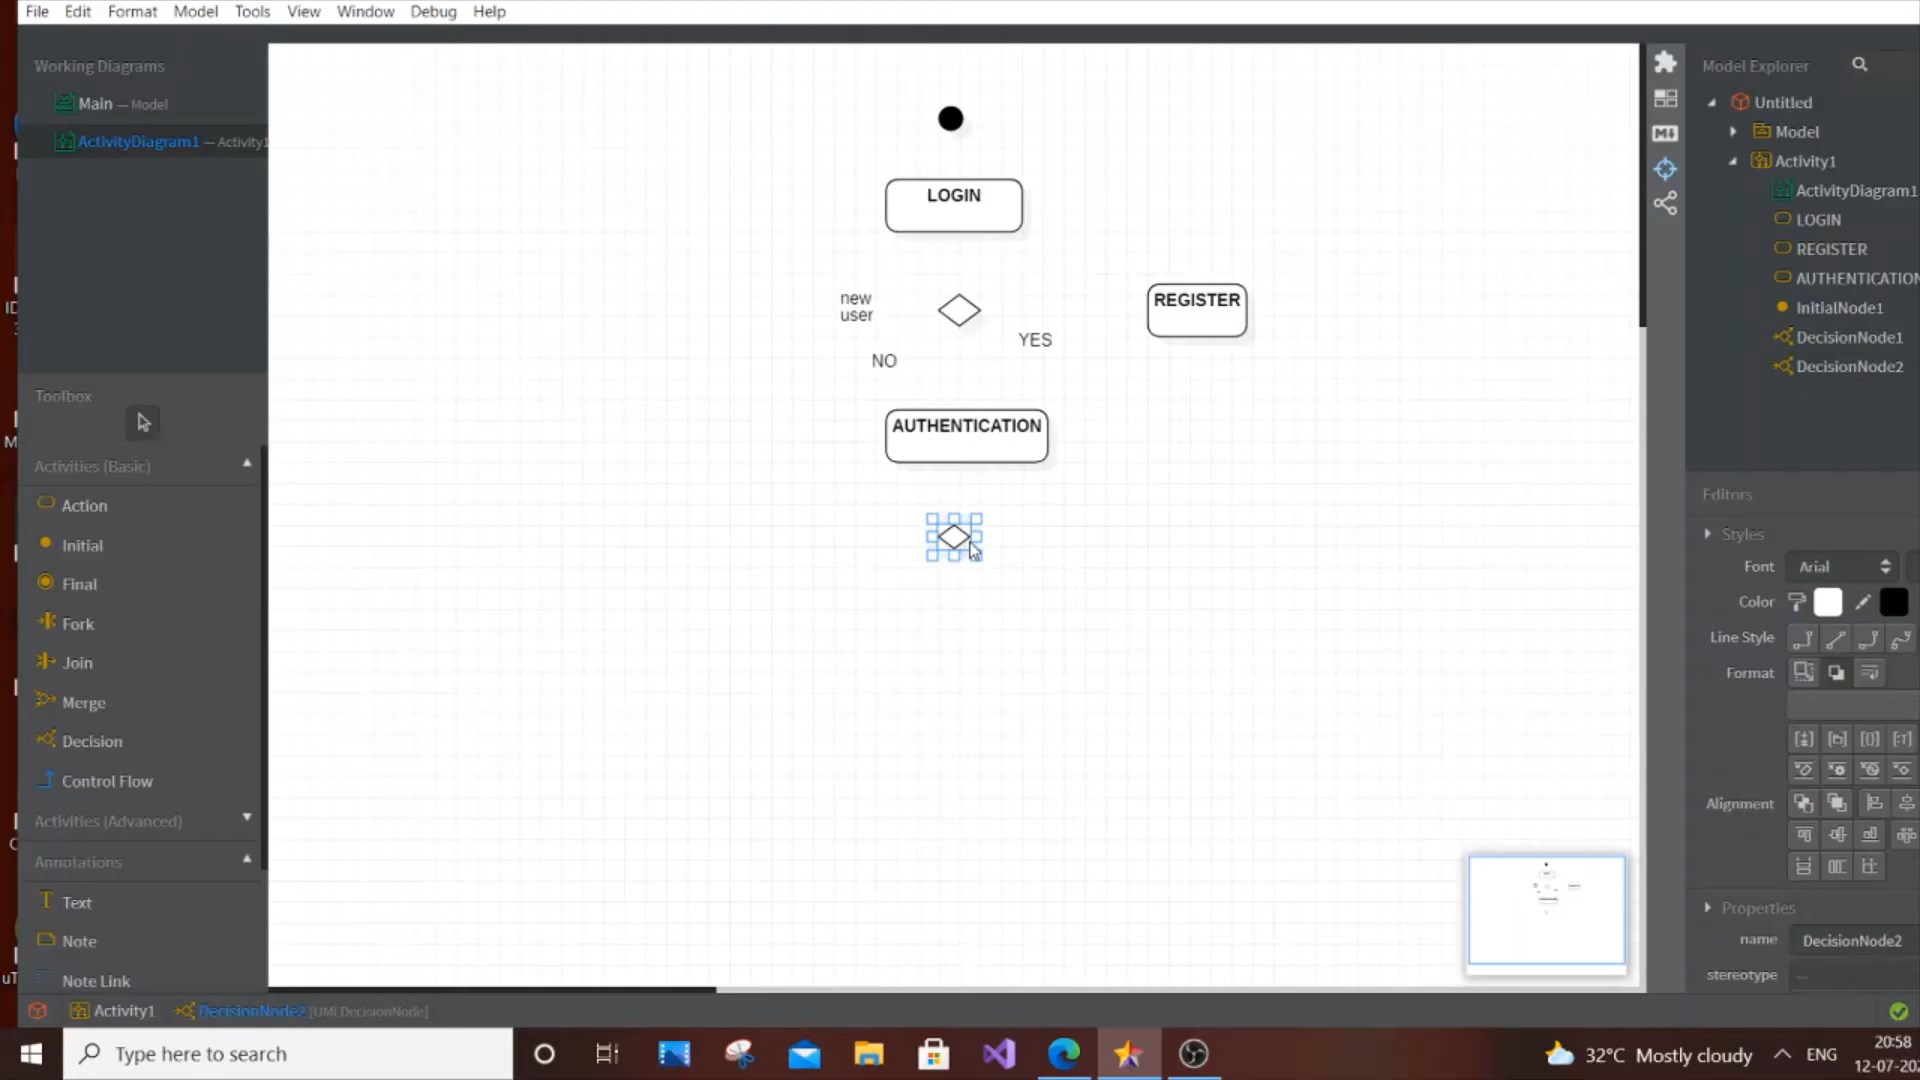 File Edit Format Model Tools View Window Debug Help
Working Diagrams
Main — Model
ActivityDiagram1 — Activity1
Toolbox
Activities (Basic)
Action
Initial
Final
Fork
Join
Merge
Decision
Control Flow
Activities (Advanced)
Annotations
Text
Note
Note Link
LOGIN
new
user
YES
NO
REGISTER
AUTHENTICATION
Model Explorer
Untitled
Model
Activity1
ActivityDiagram1
LOGIN
REGISTER
AUTHENTICATION
InitialNode1
DecisionNode1
DecisionNode2
Editors
Styles
Font Arial
Color
Line Style
Format
Alignment
Properties
name DecisionNode2
stereotype —
Activity1 DecisionNode2 [UMLDecisionNode]
Type here to search
32°C Mostly cloudy ENG
20:58
12-07-202